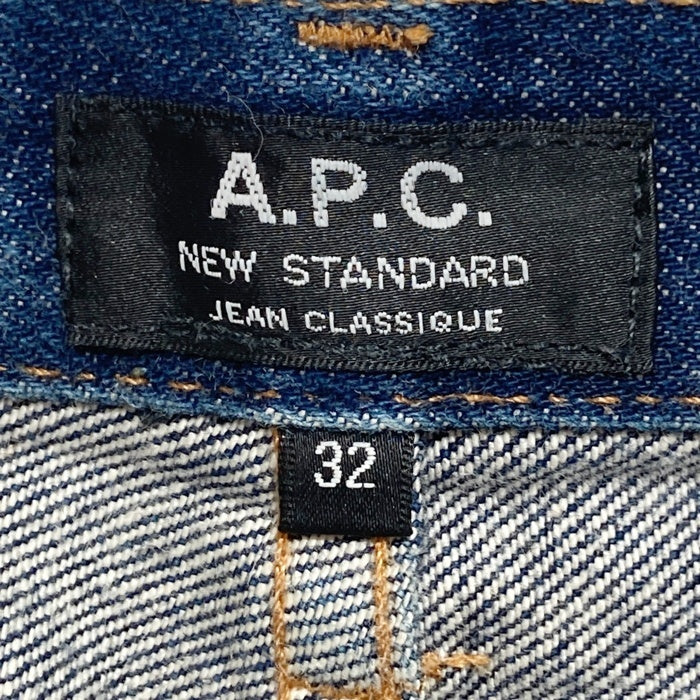 A.P.C.
NEW STANDARD
JEAN CLASSIQUE
32